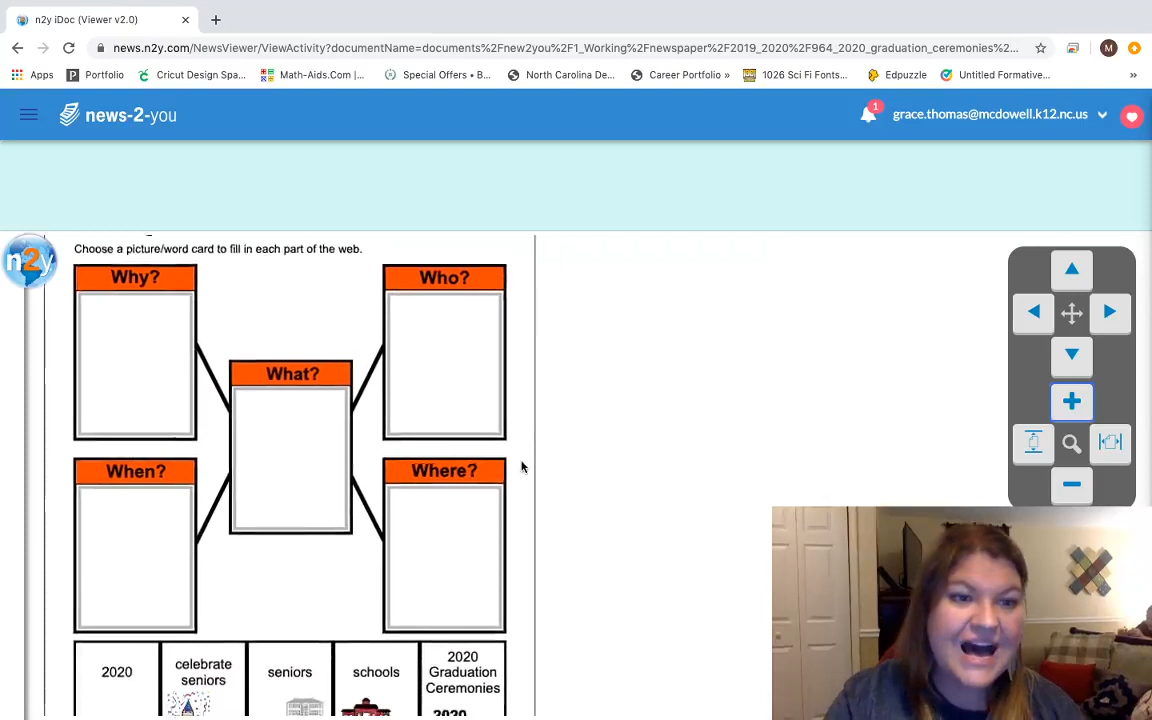 n2y iDoc (Viewer v2.0)
news.n2y.com/NewsViewer/ViewActivity?documentName=documents%2Fnew2you%2F1_Working%2Fnewspaper%2F2019_2020%2F964_2020_graduation_ceremonies%2...
M
Apps
Portfolio
Cricut Design Spa...
Math-Aids.Com |...
Special Offers • B...
North Carolina De...
Career Portfolio »
1026 Sci Fi Fonts...
Edpuzzle
Untitled Formative...
»
news-2-you
1
grace.thomas@mcdowell.k12.nc.us
n2y
Choose a picture/word card to fill in each part of the web.
Why?
Who?
What?
When?
Where?
2020
celebrate
seniors
seniors
schools
2020
Graduation
Ceremonies
2020